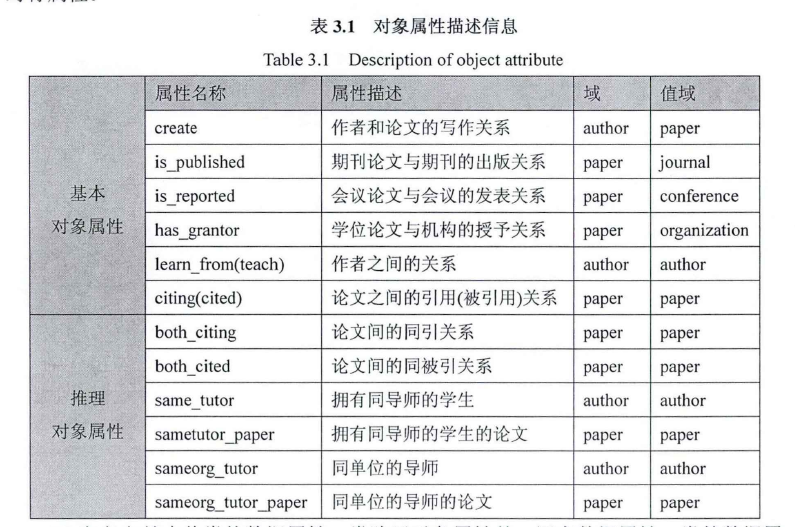 表 3.1 对象属性描述信息
Table 3.1 Description of object attribute
属性名称 属性描述 域 值域
基本
对象属性
create 作者和论文的写作关系 author paper
is_published 期刊论文与期刊的出版关系 paper journal
is_reported 会议论文与会议的发表关系 paper conference
has_grantor 学位论文与机构的授予关系 paper organization
learn_from(teach) 作者之间的关系 author author
citing(cited) 论文之间的引用(被引用)关系 paper paper
推理
对象属性
both_citing 论文间的同引关系 paper paper
both_cited 论文间的同被引关系 paper paper
same_tutor 拥有同导师的学生 author author
sametutor_paper 拥有同导师的学生的论文 paper paper
sameorg_tutor 同单位的导师 author author
sameorg_tutor_paper 同单位的导师的论文 paper paper